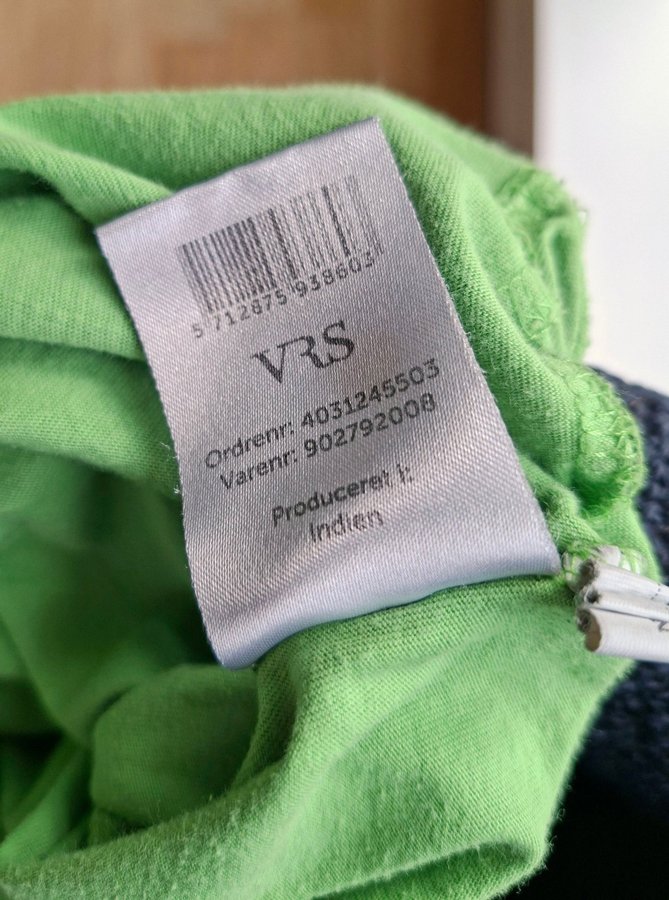 5 712875 938603
VRS
Ordrenr: 4031245503
Varenr: 902792008
Produceret i:
Indien